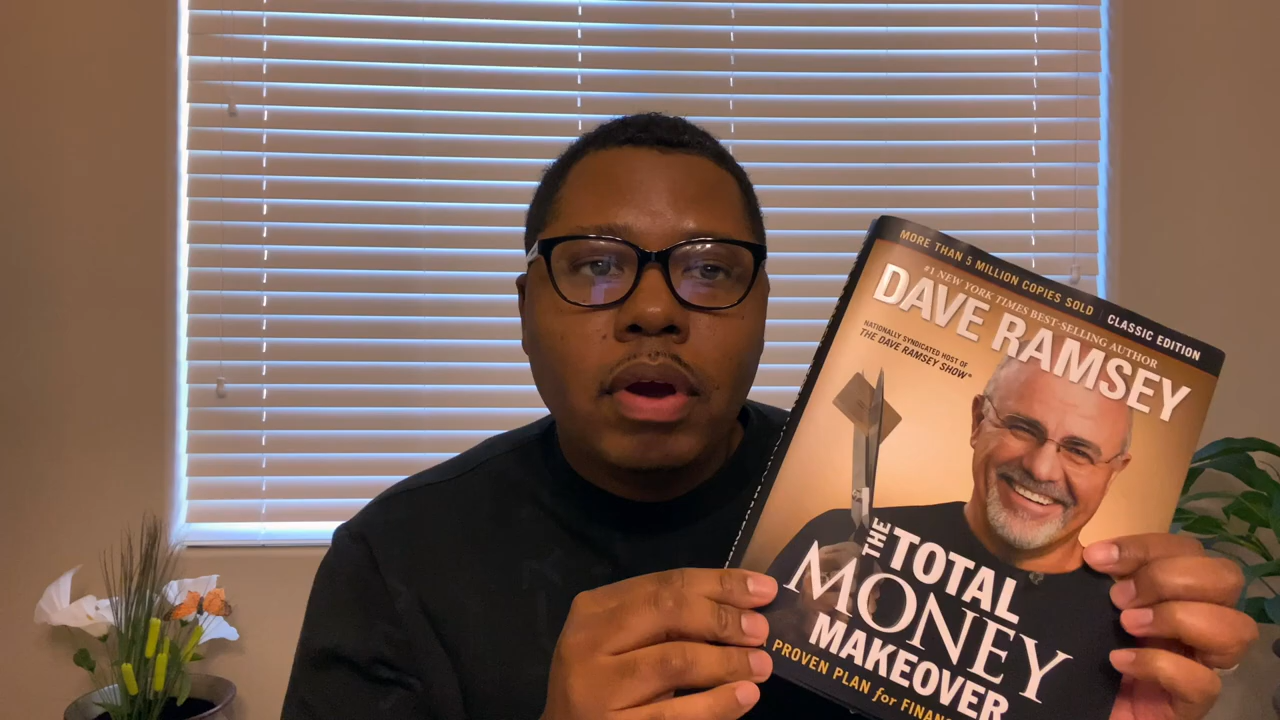 MORE THAN 5 MILLION COPIES SOLD | CLASSIC EDITION
#1 NEW YORK TIMES BEST-SELLING AUTHOR
DAVE RAMSEY
NATIONALLY SYNDICATED HOST OF
THE DAVE RAMSEY SHOW®
THE
TOTAL
MONEY
MAKEOVER
PROVEN PLAN for FINANC